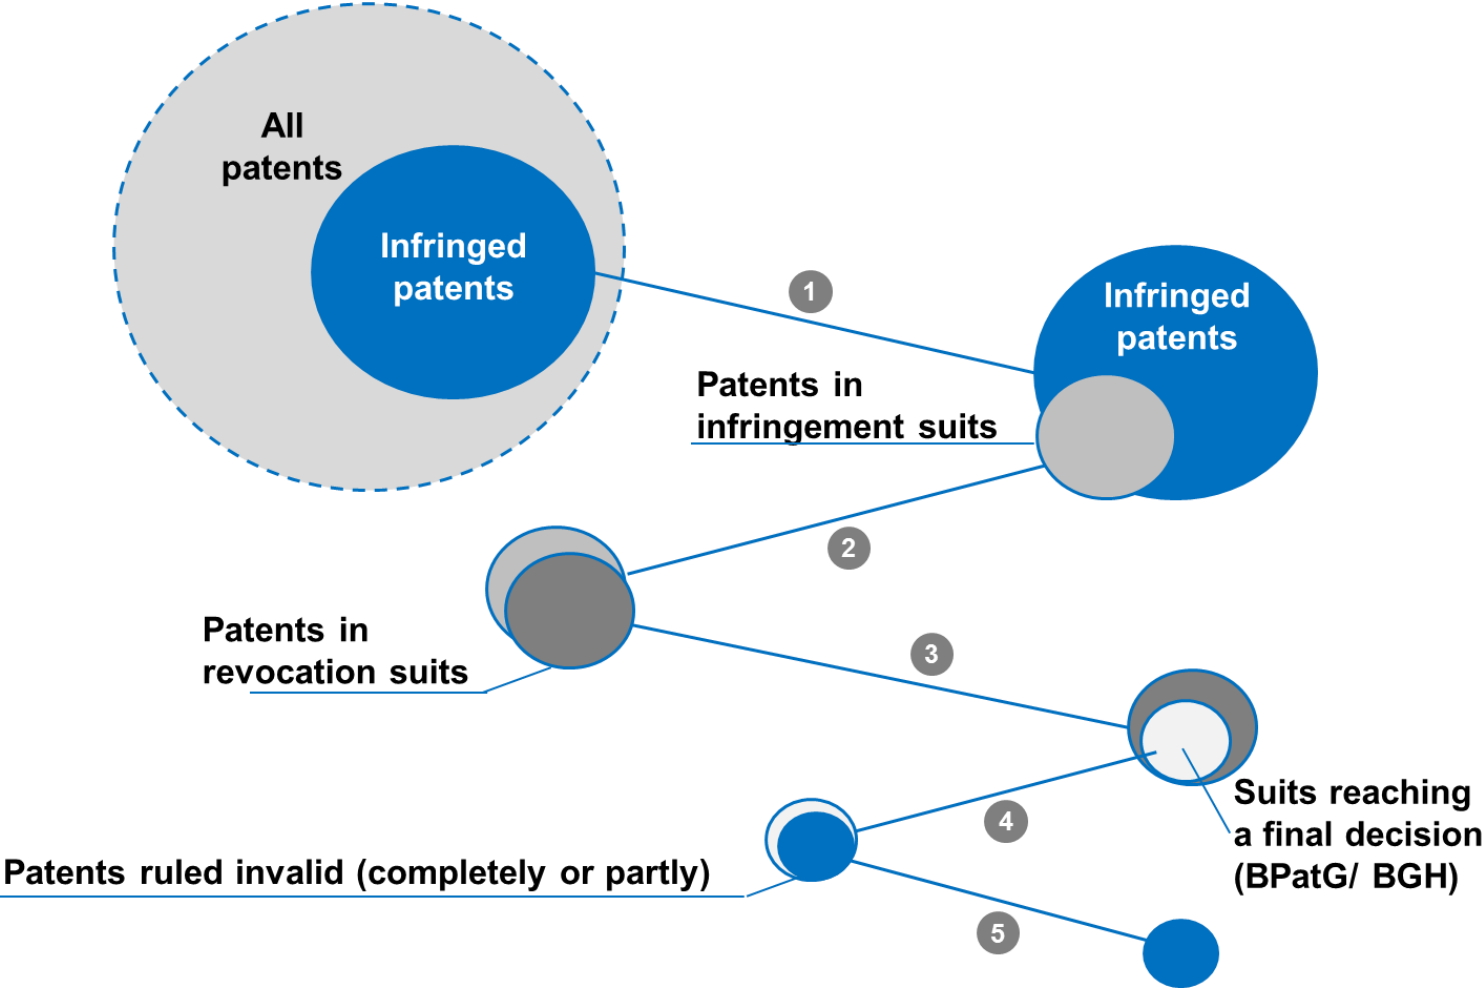 All
patents
Infringed
patents
1
Infringed
patents
Patents in
infringement suits
2
Patents in
revocation suits
3
Suits reaching
a final decision
(BPatG/ BGH)
4
Patents ruled invalid (completely or partly)
5